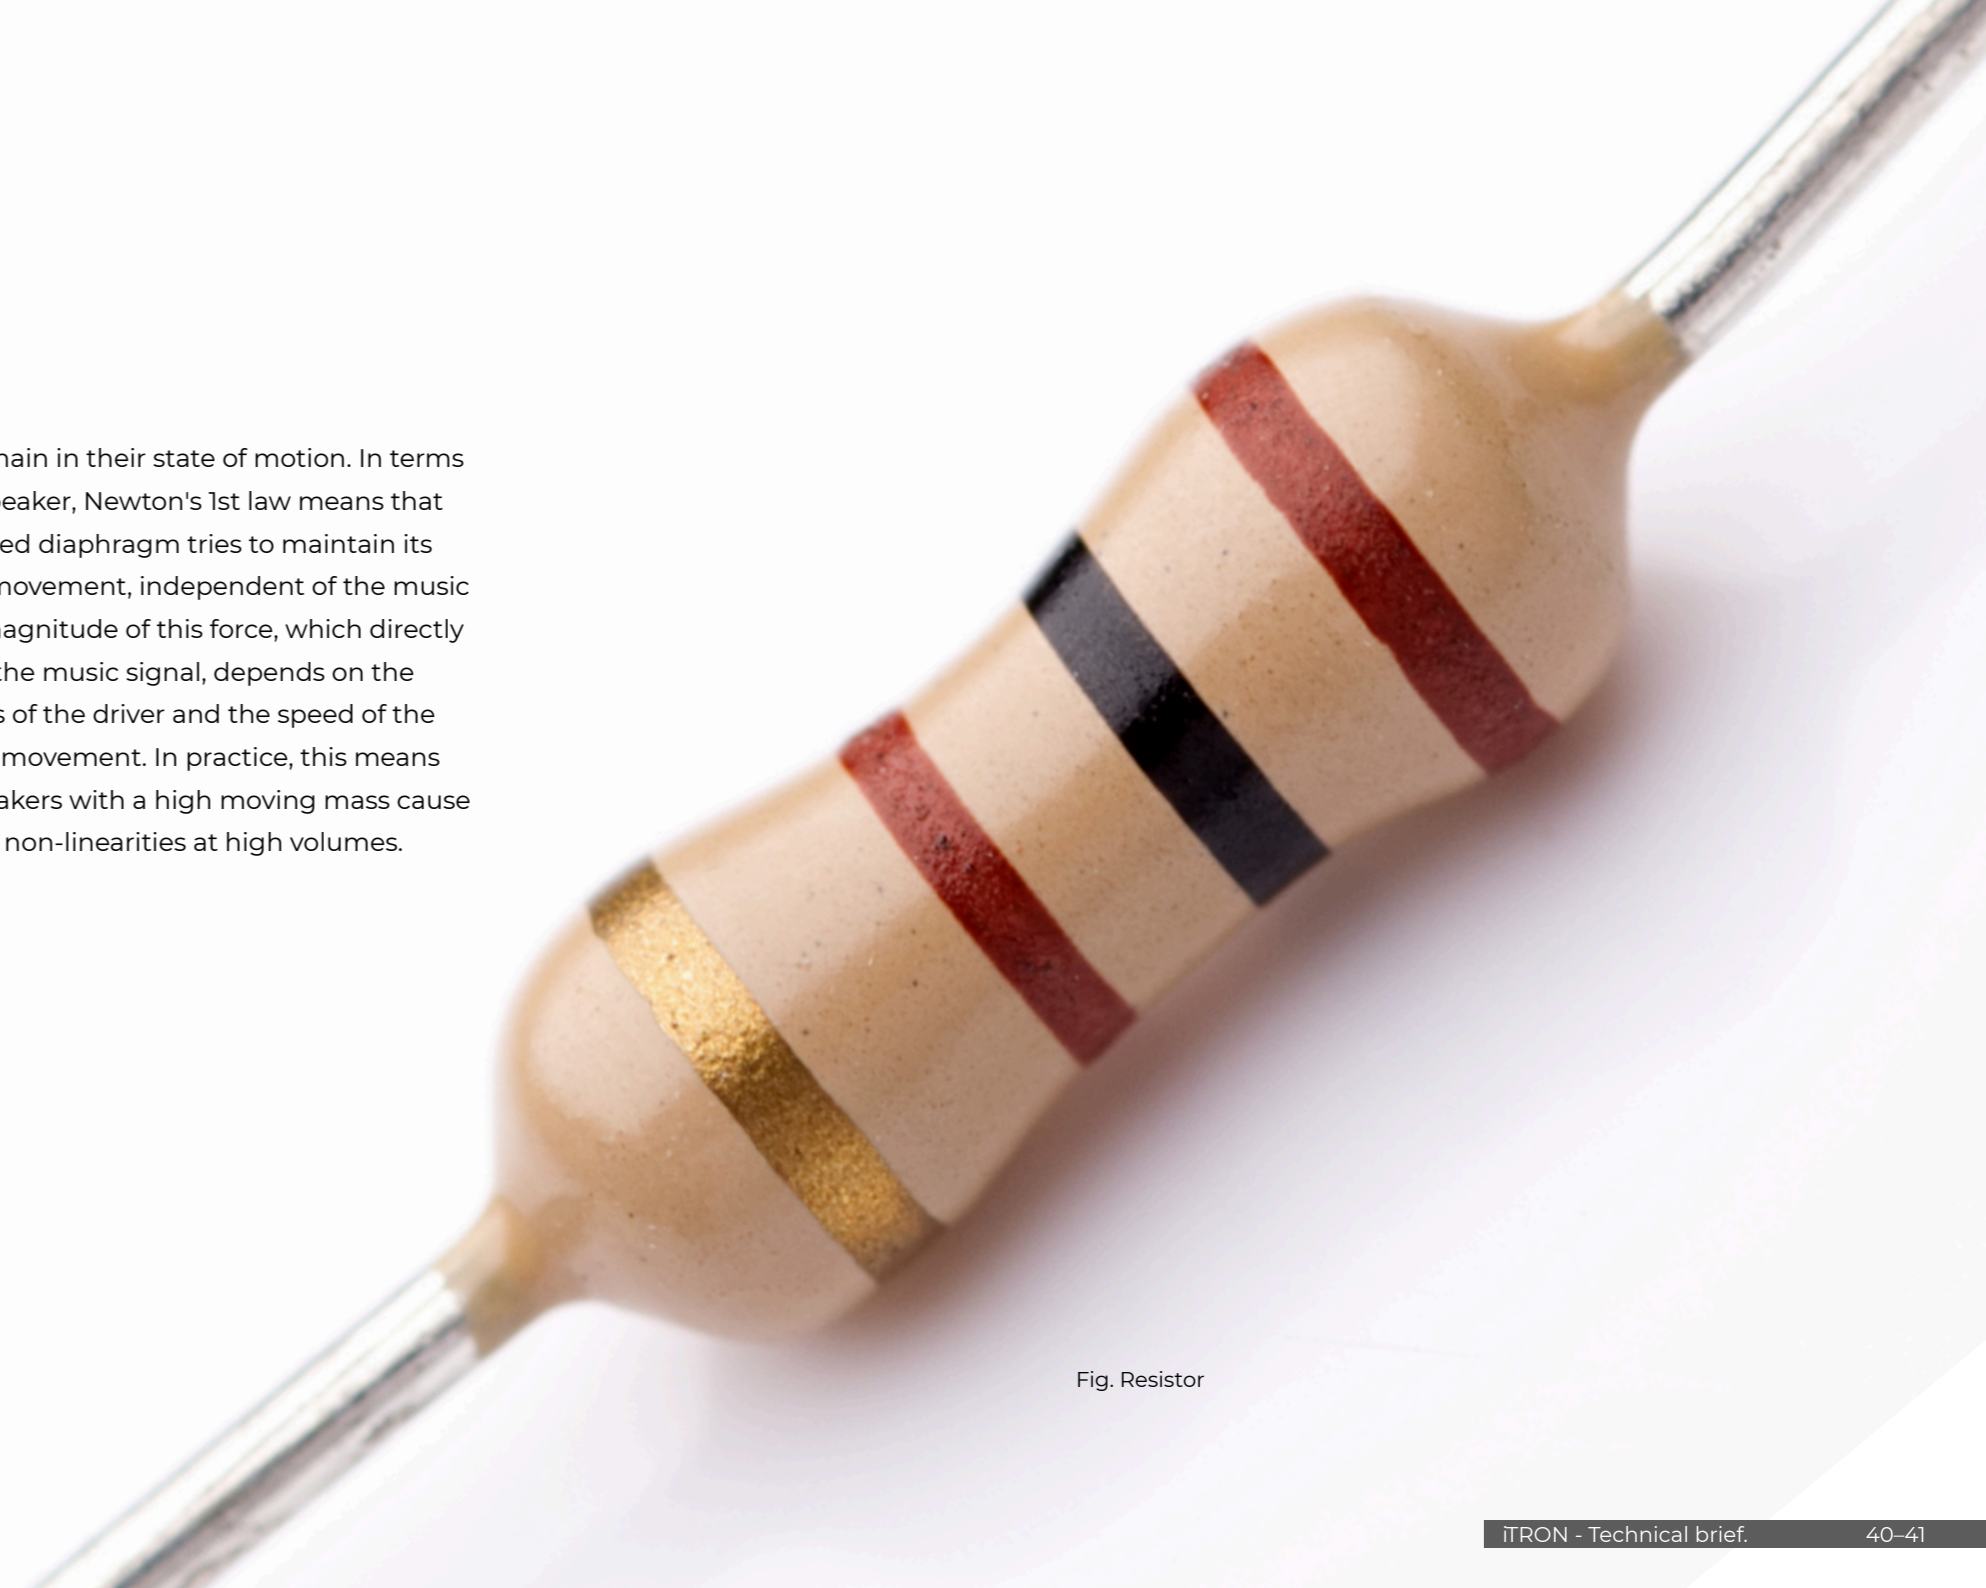 ain in their state of motion. In terms
eaker, Newton's 1st law means that
ed diaphragm tries to maintain its
movement, independent of the music
agnitude of this force, which directly
the music signal, depends on the
s of the driver and the speed of the
movement. In practice, this means
akers with a high moving mass cause
non-linearities at high volumes.
Fig. Resistor
iTRON - Technical brief. 40–41